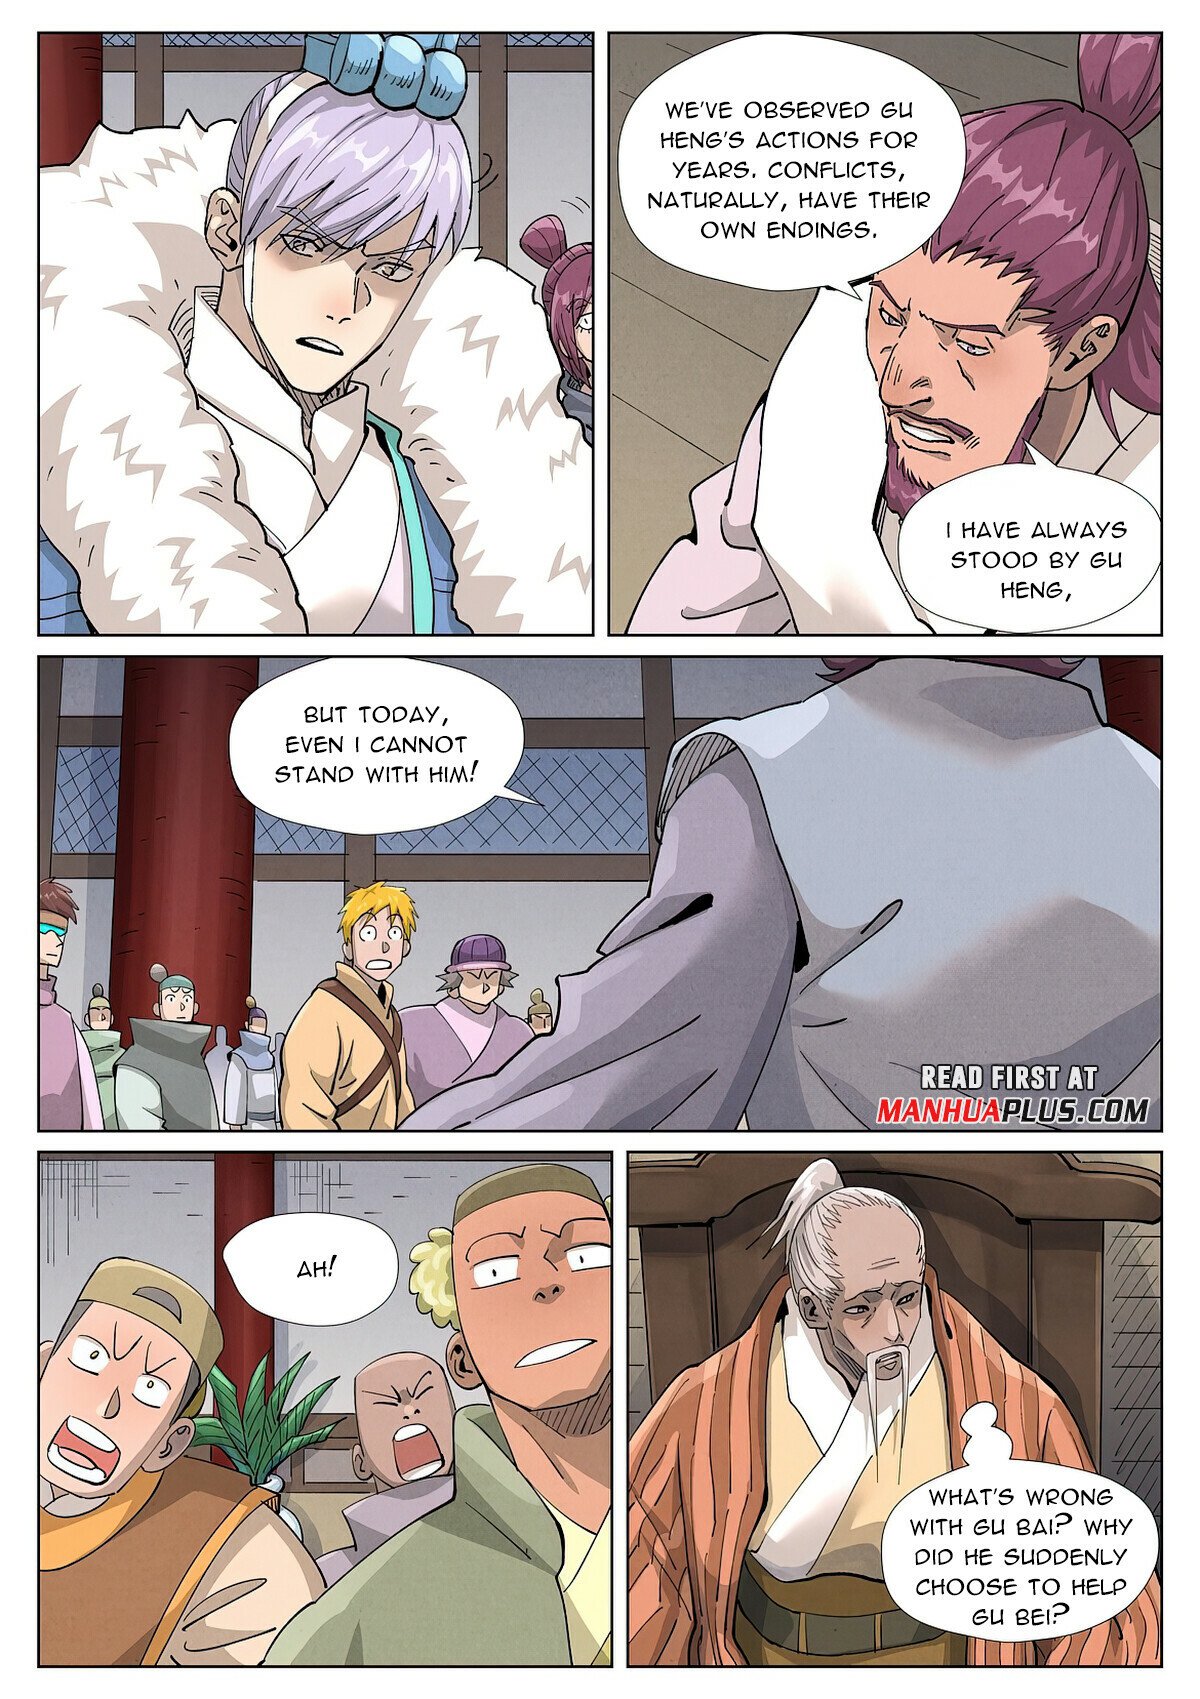 WE'VE OBSERVED GU
HENG'S ACTIONS FOR
YEARS. CONFLICTS,
NATURALLY, HAVE THEIR
OWN ENDINGS.
I HAVE ALWAYS
STOOD BY GU
HENG,
BUT TODAY,
EVEN I CANNOT
STAND WITH HIM!
READ FIRST AT
MANHUAPLUS.COM
AH!
WHAT'S WRONG
WITH GU BAI? WHY
DID HE SUDDENLY
CHOOSE TO HELP
GU BEI?